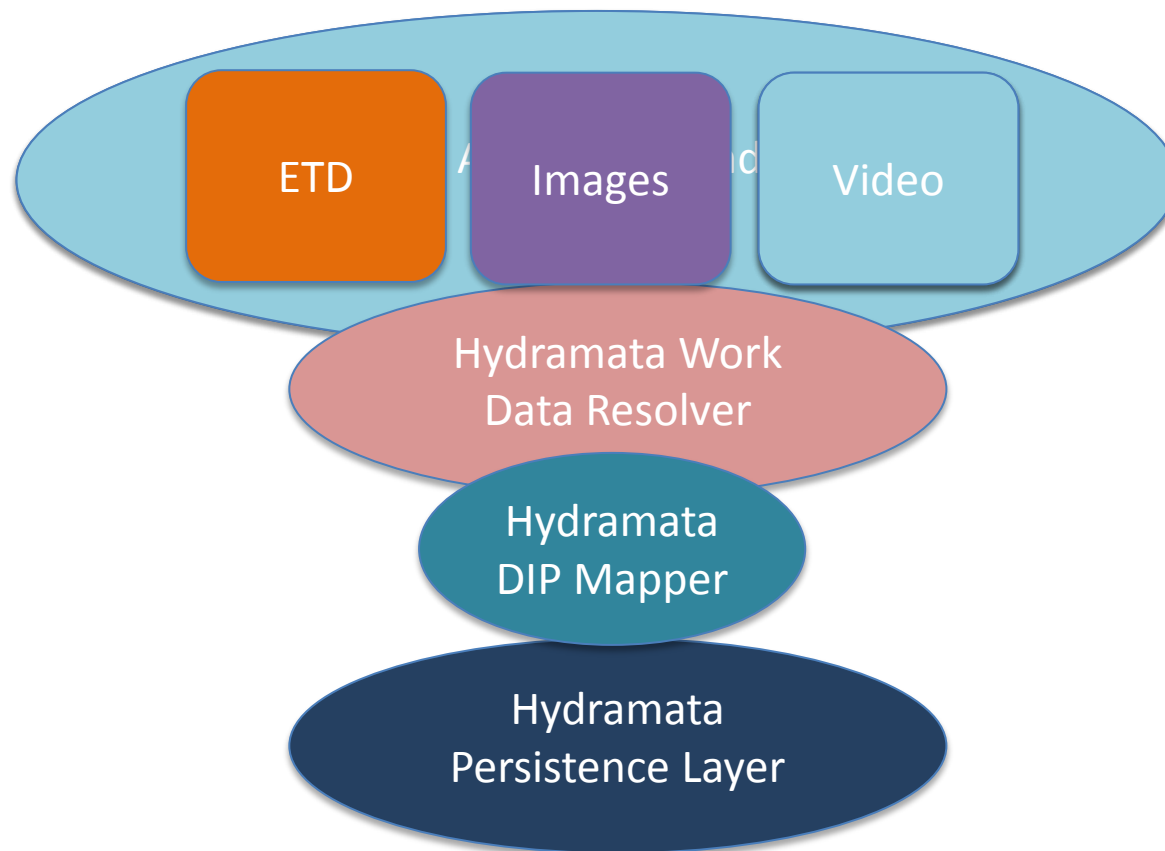 ETD
Images
Video
Hydramata Work
Data Resolver
Hydramata
DIP Mapper
Hydramata
Persistence Layer